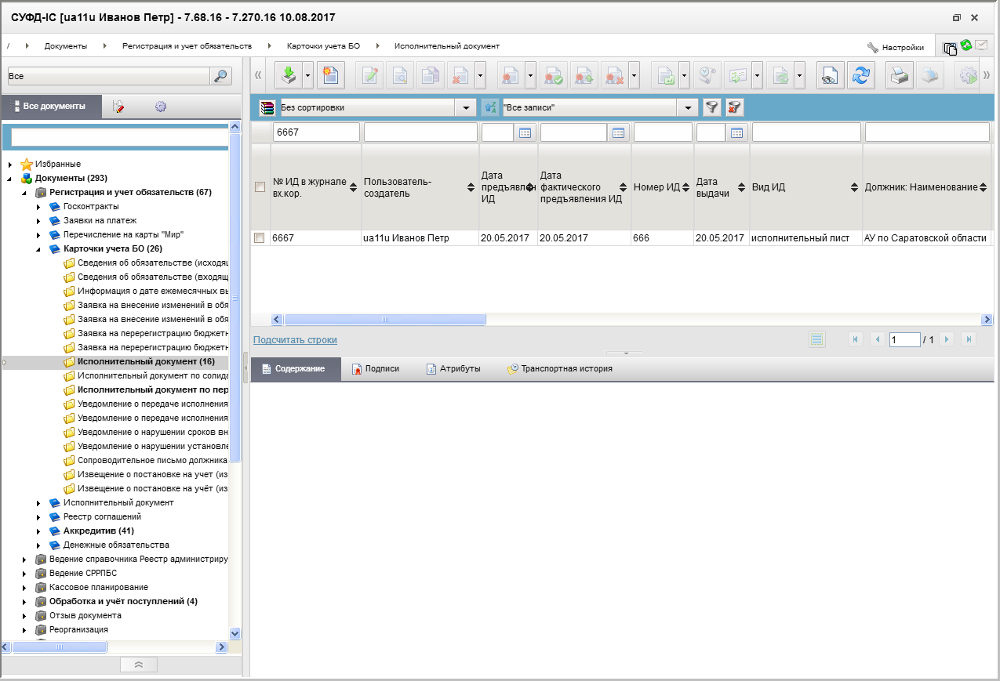 СУФД-IC [ua11u Иванов Петр] - 7.68.16 - 7.270.16 10.08.2017
/ Документы Регистрация и учет обязательств Карточки учета БО Исполнительный документ
Настройки
Все
Все документы
Избранные
Документы (293)
Регистрация и учет обязательств (67)
Госконтракты
Заявки на платеж
Перечисление на карты "Мир"
Карточки учета БО (26)
Сведения об обязательстве (исходящ
Сведения об обязательстве (входящ
Информация о дате ежемесячных вы
Заявка на внесение изменений в обя
Заявка на внесение изменений в обя
Заявка на перерегистрацию бюджетн
Заявка на перерегистрацию бюджетн
Исполнительный документ (16)
Исполнительный документ по солида
Исполнительный документ по пер
Уведомление о передаче исполнения
Уведомление о передаче исполнения
Уведомление о нарушении сроков вн
Уведомление о нарушении установле
Сопроводительное письмо должника
Извещение о постановке на учет (из
Извещение о постановке на учёт (из
Исполнительный документ
Реестр соглашений
Аккредитив (41)
Денежные обязательства
Ведение справочника Реестр администриру
Ведение СРРПБС
Кассовое планирование
Обработка и учёт поступлений (4)
Отзыв документа
Реорганизация
Без сортировки
"Все записи"
6667
№ ИД в журнале вх.кор.
Пользователь-создатель
Дата предъявлен ИД
Дата фактического предъявления ИД
Номер ИД
Дата выдачи
Вид ИД
Должник: Наименование
6667 ua11u Иванов Петр 20.05.2017 20.05.2017 666 20.05.2017 исполнительный лист АУ по Саратовской области
Подсчитать строки
1 / 1
Содержание Подписи Атрибуты Транспортная история